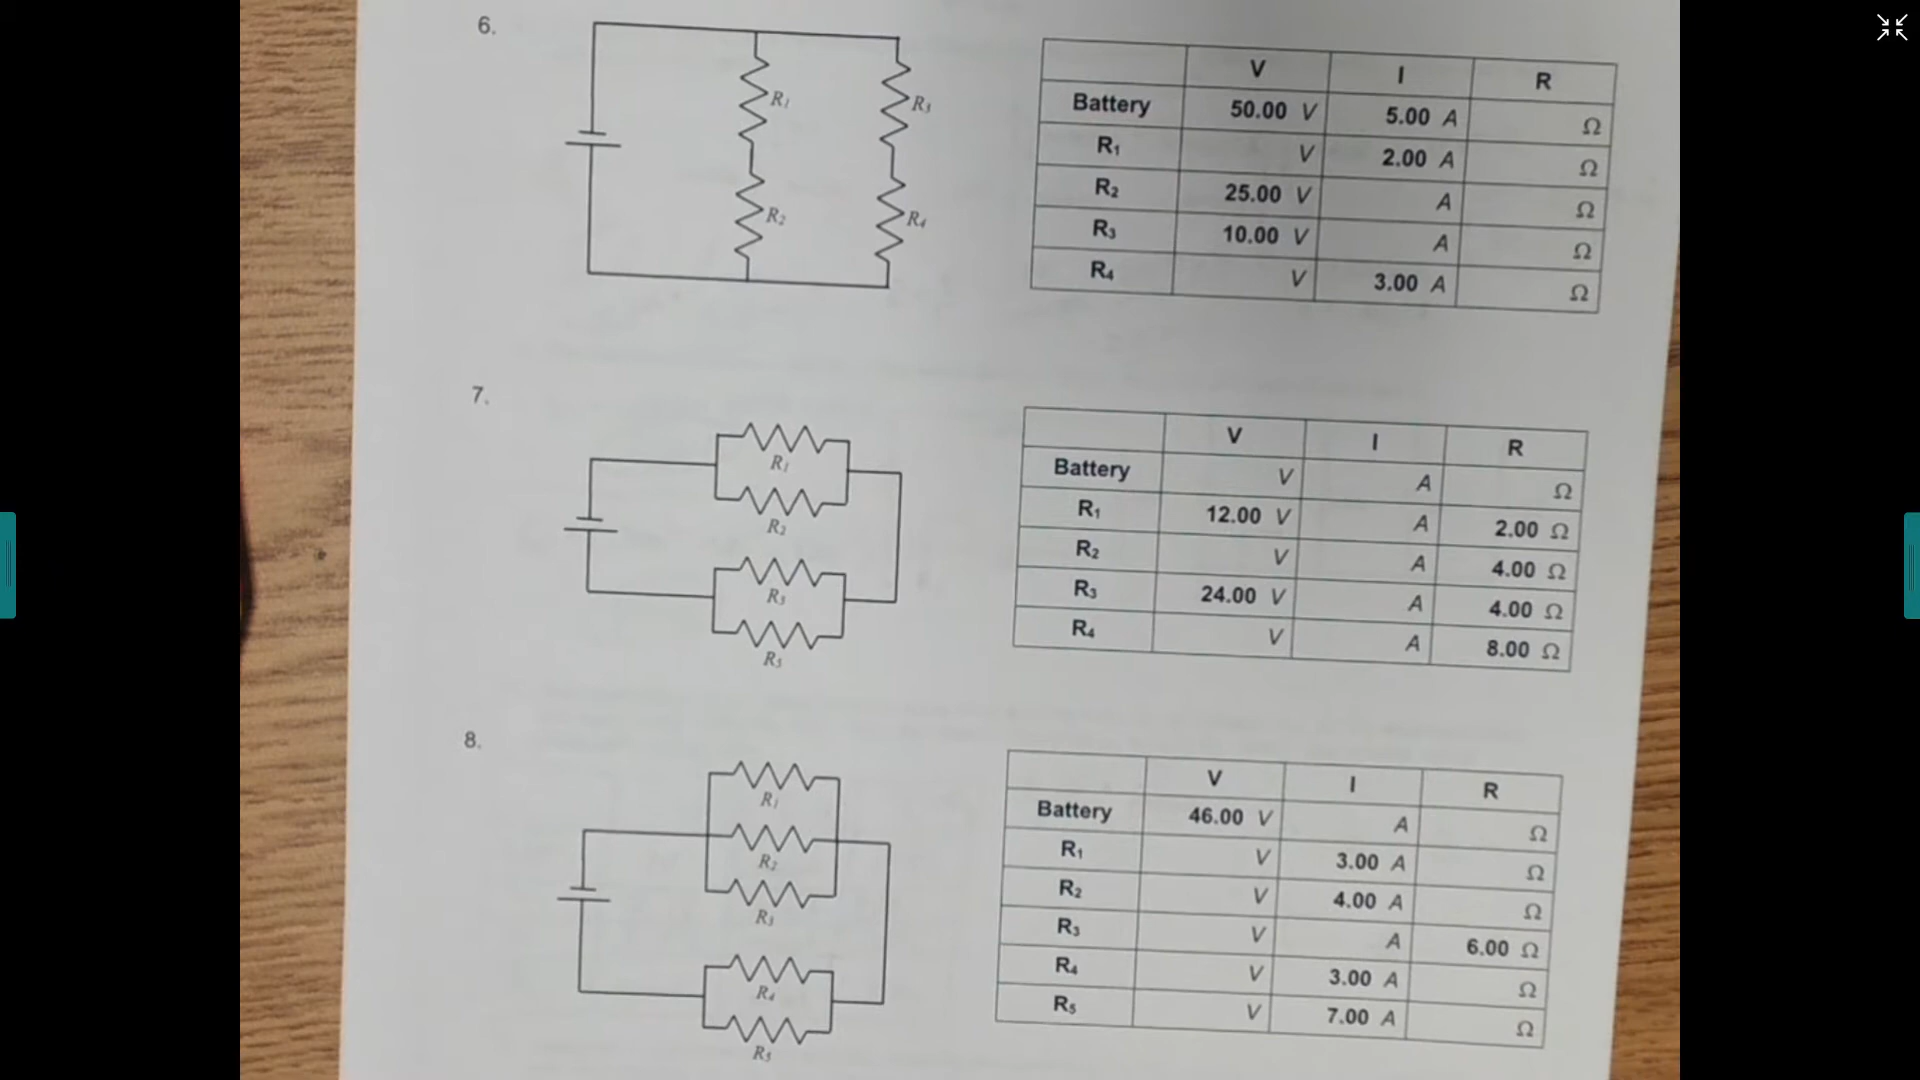 6.
R₁
R₃
R₂
R₄
V I R
Battery 50.00 V 5.00 A Ω
R₁ V 2.00 A Ω
R₂ 25.00 V A Ω
R₃ 10.00 V A Ω
R₄ V 3.00 A Ω
7.
R₁
R₂
R₃
R₃
V I R
Battery V A Ω
R₁ 12.00 V A 2.00 Ω
R₂ V A 4.00 Ω
R₃ 24.00 V A 4.00 Ω
R₄ V A 8.00 Ω
8.
R₁
R₂
R₃
R₄
R₅
V I R
Battery 46.00 V A Ω
R₁ V 3.00 A Ω
R₂ V 4.00 A Ω
R₃ V A 6.00 Ω
R₄ V 3.00 A Ω
R₅ V 7.00 A Ω